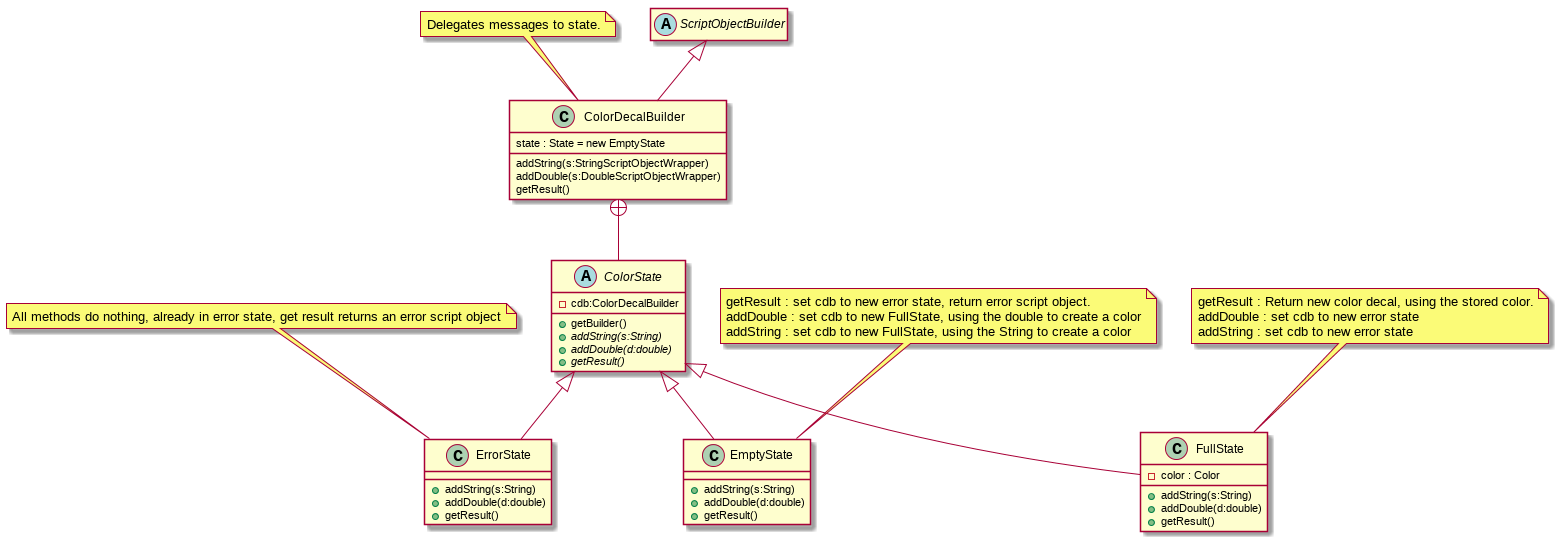 Delegates messages to state.
A ScriptObjectBuilder
C ColorDecalBuilder
state : State = new EmptyState
addString(s:StringScriptObjectWrapper)
addDouble(s:DoubleScriptObjectWrapper)
getResult()
A ColorState
cdb:ColorDecalBuilder
getBuilder()
addString(s:String)
addDouble(d:double)
getResult()
All methods do nothing, already in error state, get result returns an error script object
getResult : set cdb to new error state, return error script object.
addDouble : set cdb to new FullState, using the double to create a color
addString : set cdb to new FullState, using the String to create a color
getResult : Return new color decal, using the stored color.
addDouble : set cdb to new error state
addString : set cdb to new error state
C ErrorState
addString(s:String)
addDouble(d:double)
getResult()
C EmptyState
addString(s:String)
addDouble(d:double)
getResult()
C FullState
color : Color
addString(s:String)
addDouble(d:double)
getResult()